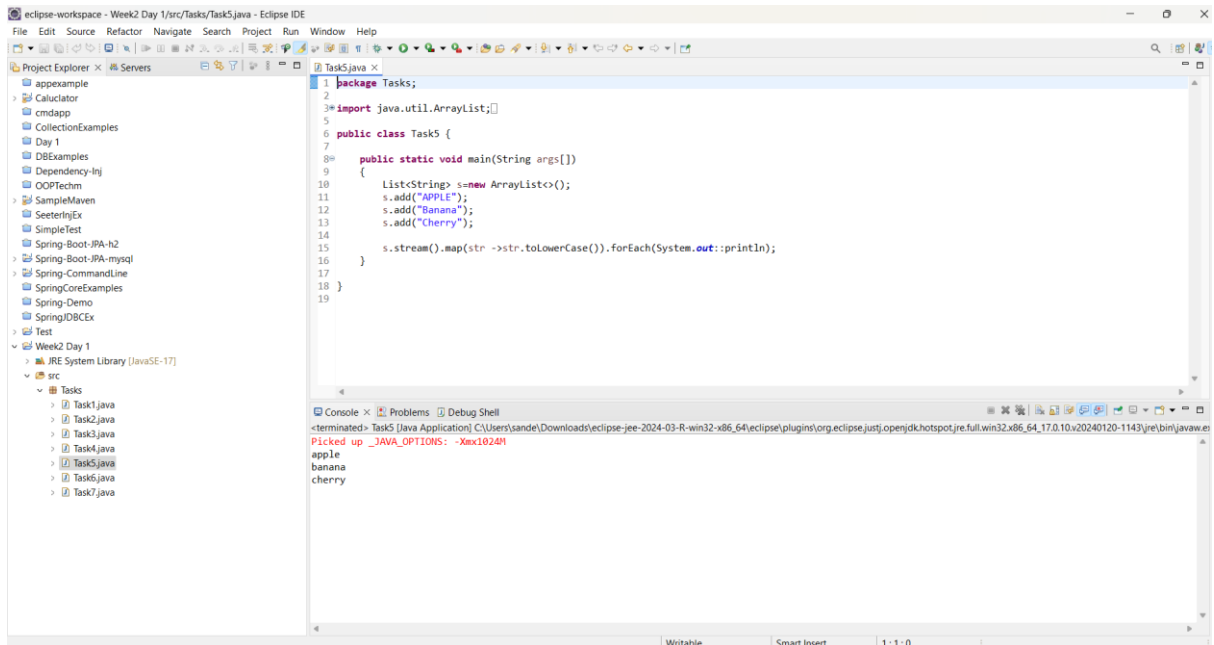 eclipse-workspace - Week2 Day 1/src/Tasks/Task5.java - Eclipse IDE
File Edit Source Refactor Navigate Search Project Run Window Help
Project Explorer × Servers
appexample
Caluclator
cmdapp
CollectionExamples
Day 1
DBExamples
Dependency-Inj
OOPTechm
SampleMaven
SeeterInjEx
SimpleTest
Spring-Boot-JPA-h2
Spring-Boot-JPA-mysql
Spring-CommandLine
SpringCoreExamples
Spring-Demo
SpringJDBCEx
Test
Week2 Day 1
JRE System Library [JavaSE-17]
src
Tasks
Task1.java
Task2.java
Task3.java
Task4.java
Task5.java
Task6.java
Task7.java
Task5.java ×
1 package Tasks;
2
3 import java.util.ArrayList;
5
6 public class Task5 {
7
8 public static void main(String args[])
9 {
10 List<String> s=new ArrayList<>();
11 s.add("APPLE");
12 s.add("Banana");
13 s.add("Cherry");
14
15 s.stream().map(str ->str.toLowerCase()).forEach(System.out::println);
16 }
17
18 }
19
Console × Problems Debug Shell
<terminated> Task5 [Java Application] C:\Users\sande\Downloads\eclipse-jee-2024-03-R-win32-x86_64\eclipse\plugins\org.eclipse.justj.openjdk.hotspot.jre.full.win32.x86_64_17.0.10.v20240120-1143\jre\bin\javaw.e
Picked up _JAVA_OPTIONS: -Xmx1024M
apple
banana
cherry
Writable Smart Insert 1 : 1 : 0